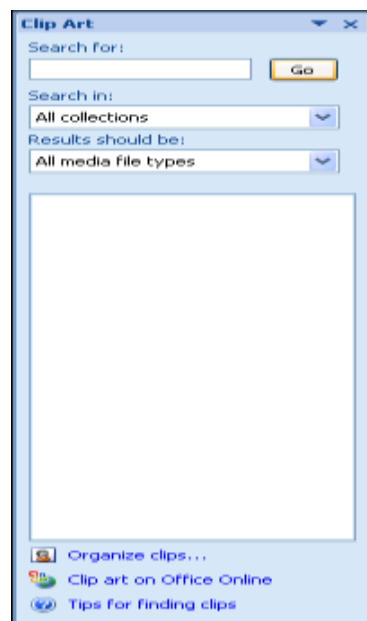 Clip Art
Search for:
Go
Search in:
All collections
Results should be:
All media file types
Organize clips...
Clip art on Office Online
Tips for finding clips